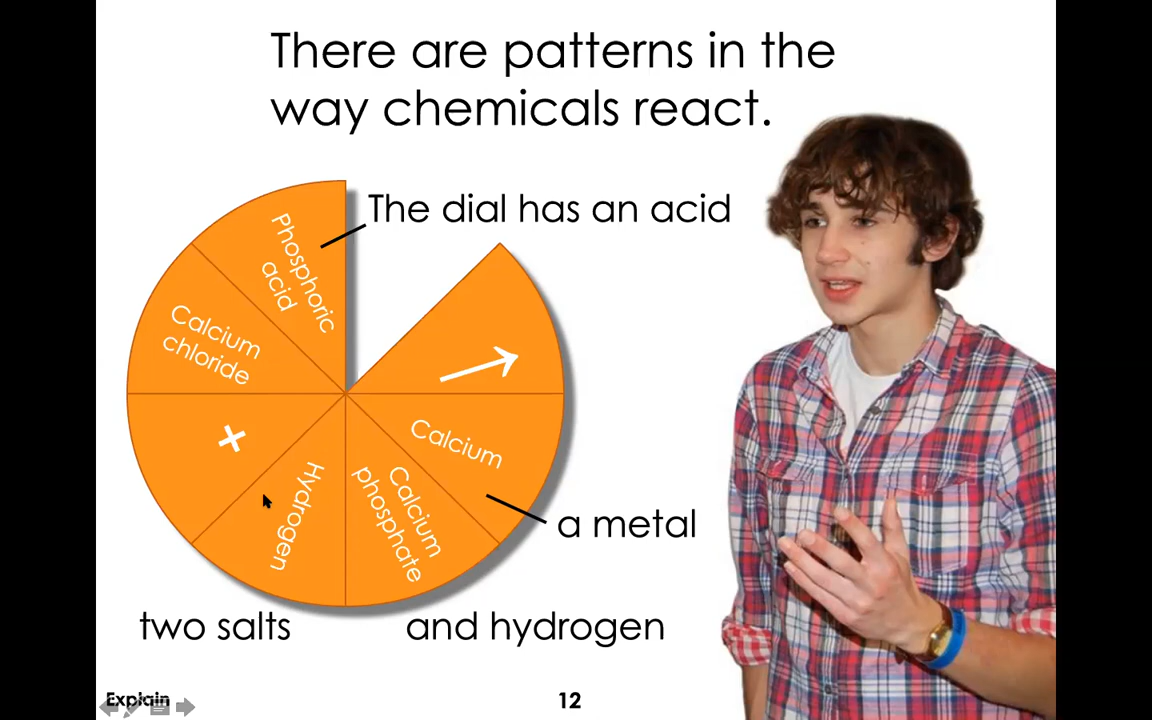 There are patterns in the
way chemicals react.
The dial has an acid
Phosphoric
acid
Calcium
chloride
+
Hydrogen
Calcium
phosphate
Calcium
→
a metal
two salts
and hydrogen
Explain
12